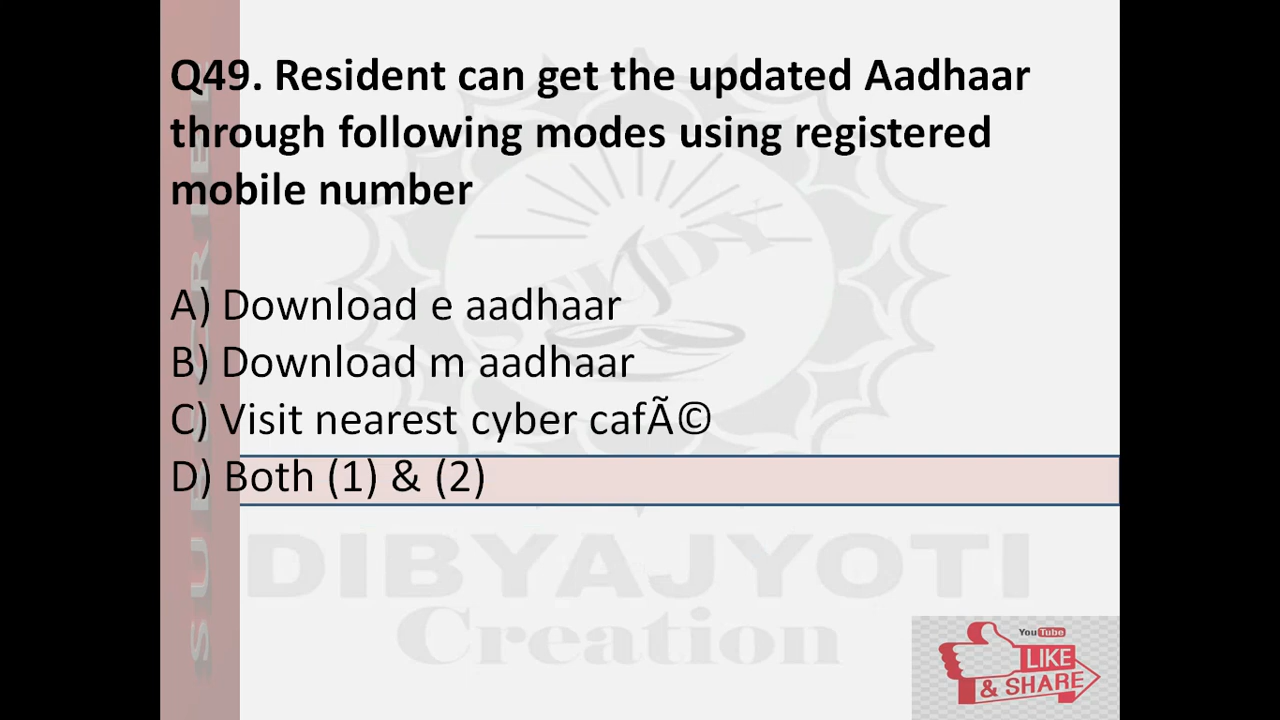 Q49. Resident can get the updated Aadhaar
through following modes using registered
mobile number
A) Download e aadhaar
B) Download m aadhaar
C) Visit nearest cyber cafÃ©
D) Both (1) & (2)
STUDY
DIBYAJYOTI
Creation
YouTube
LIKE
& SHARE